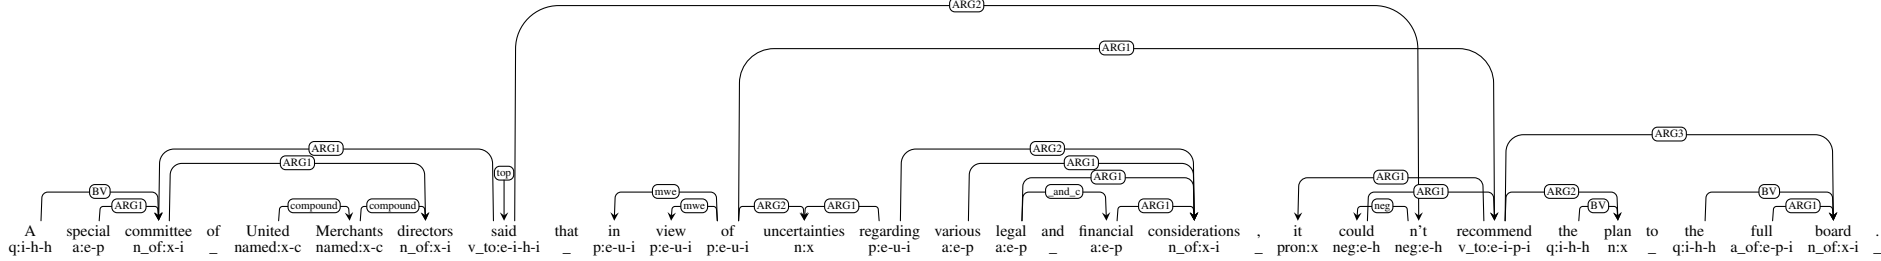 ARG2
ARG1
ARG3
ARG1 ARG2
ARG1 top ARG1
ARG1 ARG1
BV mwe _and_c ARG1 ARG2 BV
ARG1 compound compound mwe ARG2 ARG1 ARG1 neg BV ARG1
A special committee of United Merchants directors said that in view of uncertainties regarding various legal and financial considerations , it could n't recommend the plan to the full board .
q:i-h-h a:e-p n_of:x-i _ named:x-c named:x-c n_of:x-i v_to:e-i-h-i _ p:e-u-i p:e-u-i p:e-u-i n:x p:e-u-i a:e-p a:e-p _ a:e-p n_of:x-i _ pron:x neg:e-h neg:e-h v_to:e-i-p-i q:i-h-h n:x _ q:i-h-h a_of:e-p-i n_of:x-i _